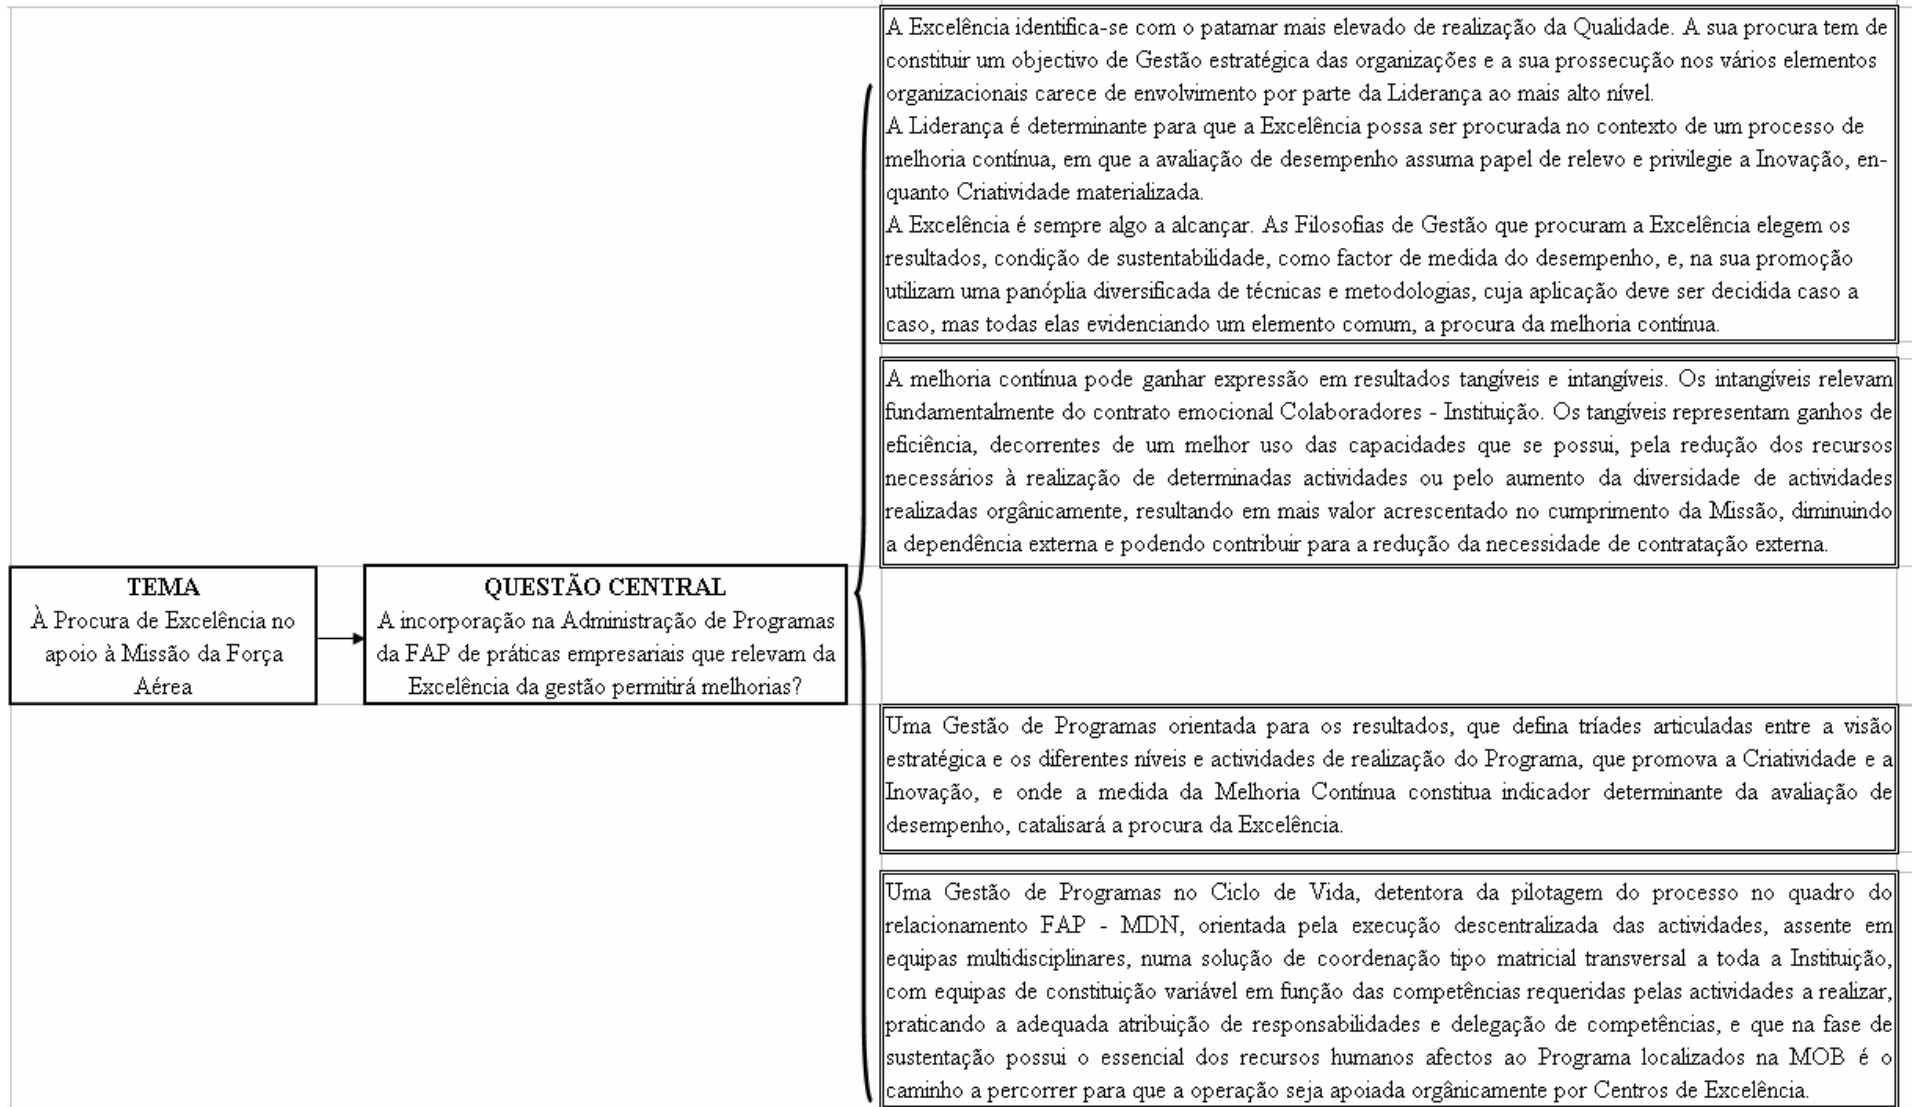 TEMA
À Procura de Excelência no
apoio à Missão da Força
Aérea
QUESTÃO CENTRAL
A incorporação na Administração de Programas
da FAP de práticas empresariais que relevam da
Excelência da gestão permitirá melhorias?
A Excelência identifica-se com o patamar mais elevado de realização da Qualidade. A sua procura tem de
constituir um objectivo de Gestão estratégica das organizações e a sua prossecução nos vários elementos
organizacionais carece de envolvimento por parte da Liderança ao mais alto nível.
A Liderança é determinante para que a Excelência possa ser procurada no contexto de um processo de
melhoria contínua, em que a avaliação de desempenho assuma papel de relevo e privilegie a Inovação, en-
quanto Criatividade materializada.
A Excelência é sempre algo a alcançar. As Filosofias de Gestão que procuram a Excelência elegem os
resultados, condição de sustentabilidade, como factor de medida do desempenho, e, na sua promoção
utilizam uma panóplia diversificada de técnicas e metodologias, cuja aplicação deve ser decidida caso a
caso, mas todas elas evidenciando um elemento comum, a procura da melhoria contínua.
A melhoria contínua pode ganhar expressão em resultados tangíveis e intangíveis. Os intangíveis relevam
fundamentalmente do contrato emocional Colaboradores - Instituição. Os tangíveis representam ganhos de
eficiência, decorrentes de um melhor uso das capacidades que se possui, pela redução dos recursos
necessários à realização de determinadas actividades ou pelo aumento da diversidade de actividades
realizadas orgânicamente, resultando em mais valor acrescentado no cumprimento da Missão, diminuindo
a dependência externa e podendo contribuir para a redução da necessidade de contratação externa.
Uma Gestão de Programas orientada para os resultados, que defina tríades articuladas entre a visão
estratégica e os diferentes níveis e actividades de realização do Programa, que promova a Criatividade e a
Inovação, e onde a medida da Melhoria Contínua constitua indicador determinante da avaliação de
desempenho, catalisará a procura da Excelência.
Uma Gestão de Programas no Ciclo de Vida, detentora da pilotagem do processo no quadro do
relacionamento FAP - MDN, orientada pela execução descentralizada das actividades, assente em
equipas multidisciplinares, numa solução de coordenação tipo matricial transversal a toda a Instituição,
com equipas de constituição variável em função das competências requeridas pelas actividades a realizar,
praticando a adequada atribuição de responsabilidades e delegação de competências, e que na fase de
sustentação possui o essencial dos recursos humanos afectos ao Programa localizados na MOB é o
caminho a percorrer para que a operação seja apoiada orgânicamente por Centros de Excelência.